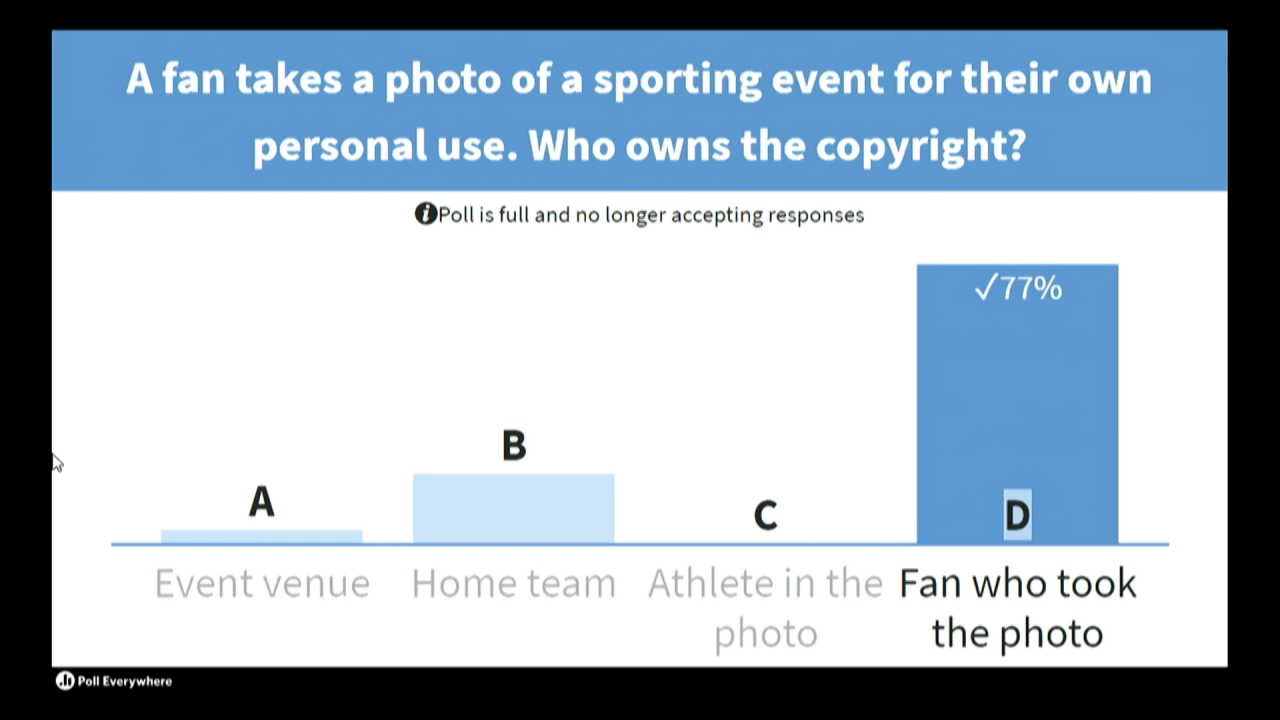 A fan takes a photo of a sporting event for their own
personal use. Who owns the copyright?
Poll is full and no longer accepting responses
✓77%
A
B
C
D
Event venue
Home team
Athlete in the
photo
Fan who took
the photo
Poll Everywhere